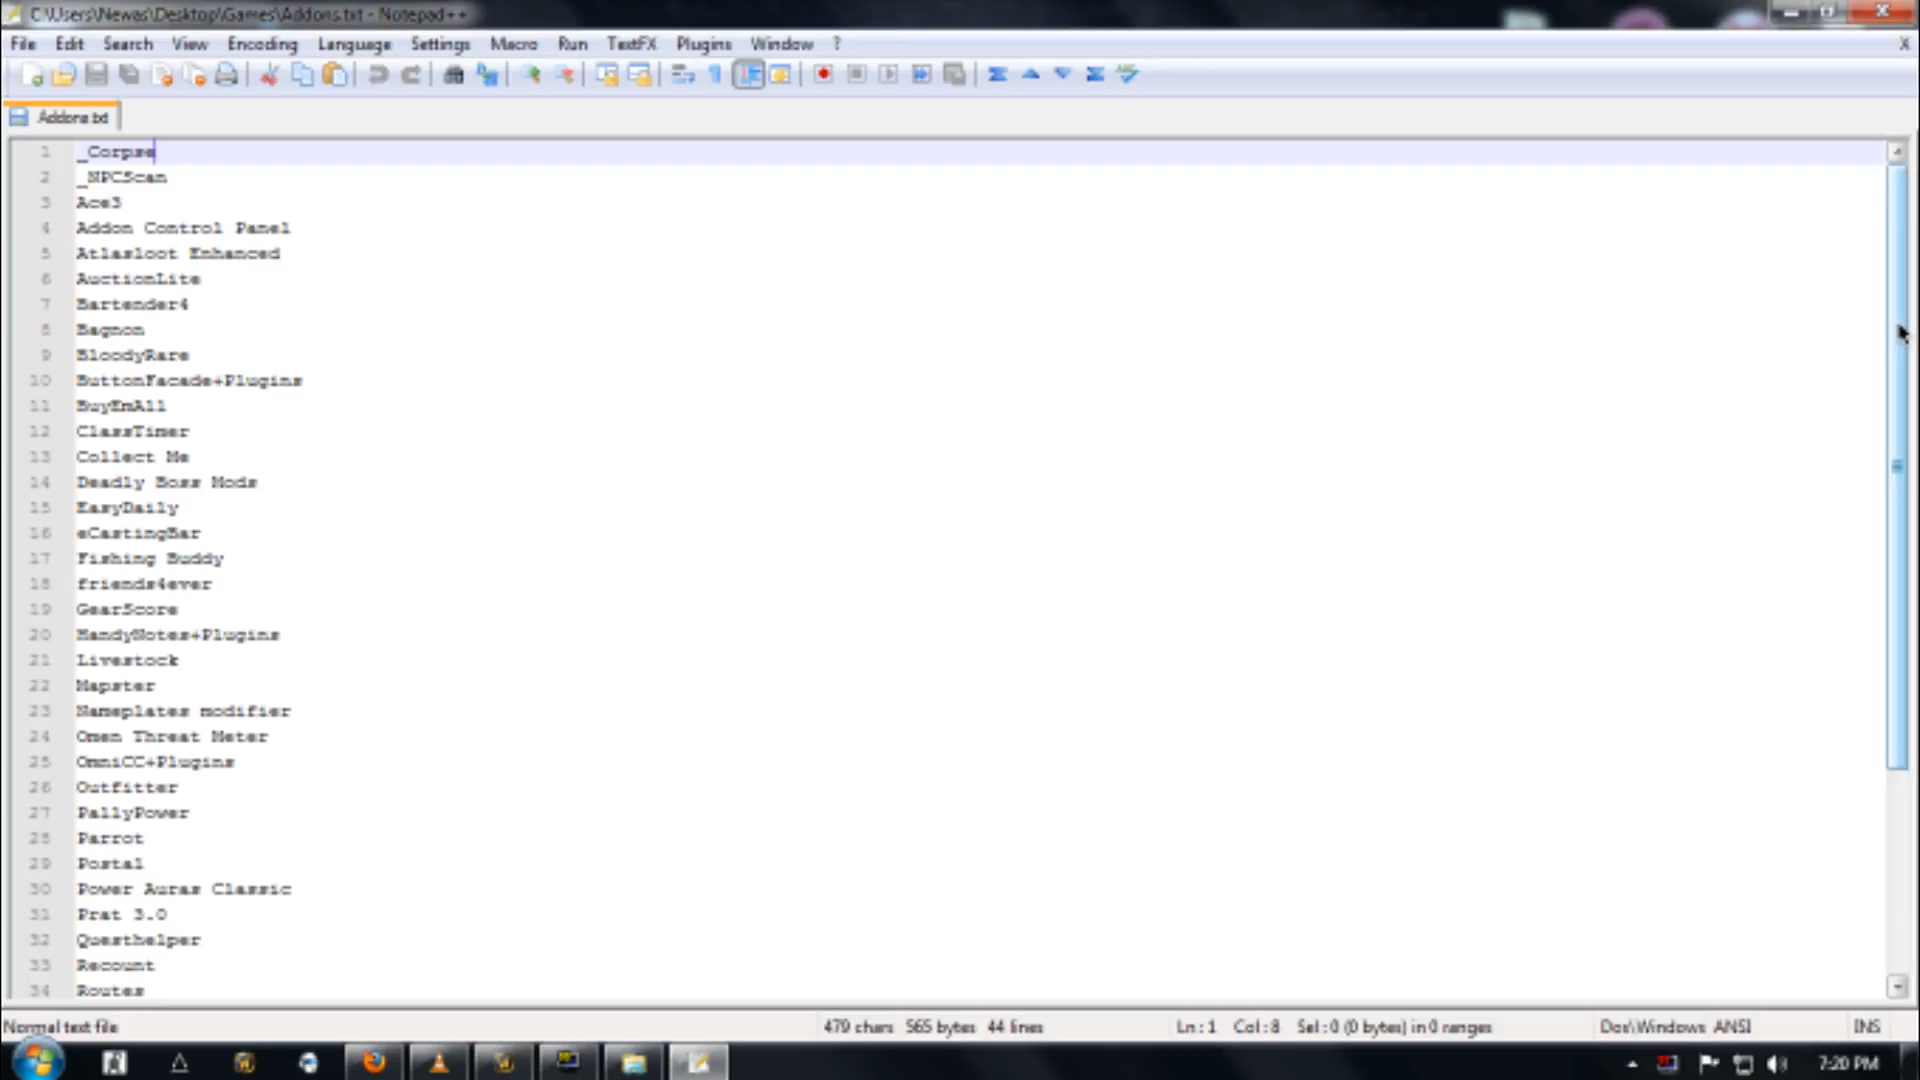 C:\Users\Newas\Desktop\Games\Addons.txt - Notepad++
File Edit Search View Encoding Language Settings Macro Run TextFX Plugins Window ? X
Addons.txt
1 _Corpse
2 _NPCScan
3 Ace3
4 Addon Control Panel
5 Atlasloot Enhanced
6 AuctionLite
7 Bartender4
8 Bagnon
9 BloodyRare
10 ButtonFacade+Plugins
11 BuyEmAll
12 ClassTimer
13 Collect Me
14 Deadly Boss Mods
15 EasyDaily
16 eCastingBar
17 Fishing Buddy
18 friends4ever
19 GearScore
20 HandyNotes+Plugins
21 Livestock
22 Mapster
23 Nameplates modifier
24 Omen Threat Meter
25 OmniCC+Plugins
26 Outfitter
27 PallyPower
28 Parrot
29 Postal
30 Power Auras Classic
31 Prat 3.0
32 Questhelper
33 Recount
34 Routes
Normal text file 479 chars 565 bytes 44 lines Ln : 1 Col : 8 Sel : 0 (0 bytes) in 0 ranges Dos\Windows ANSI INS
7:20 PM